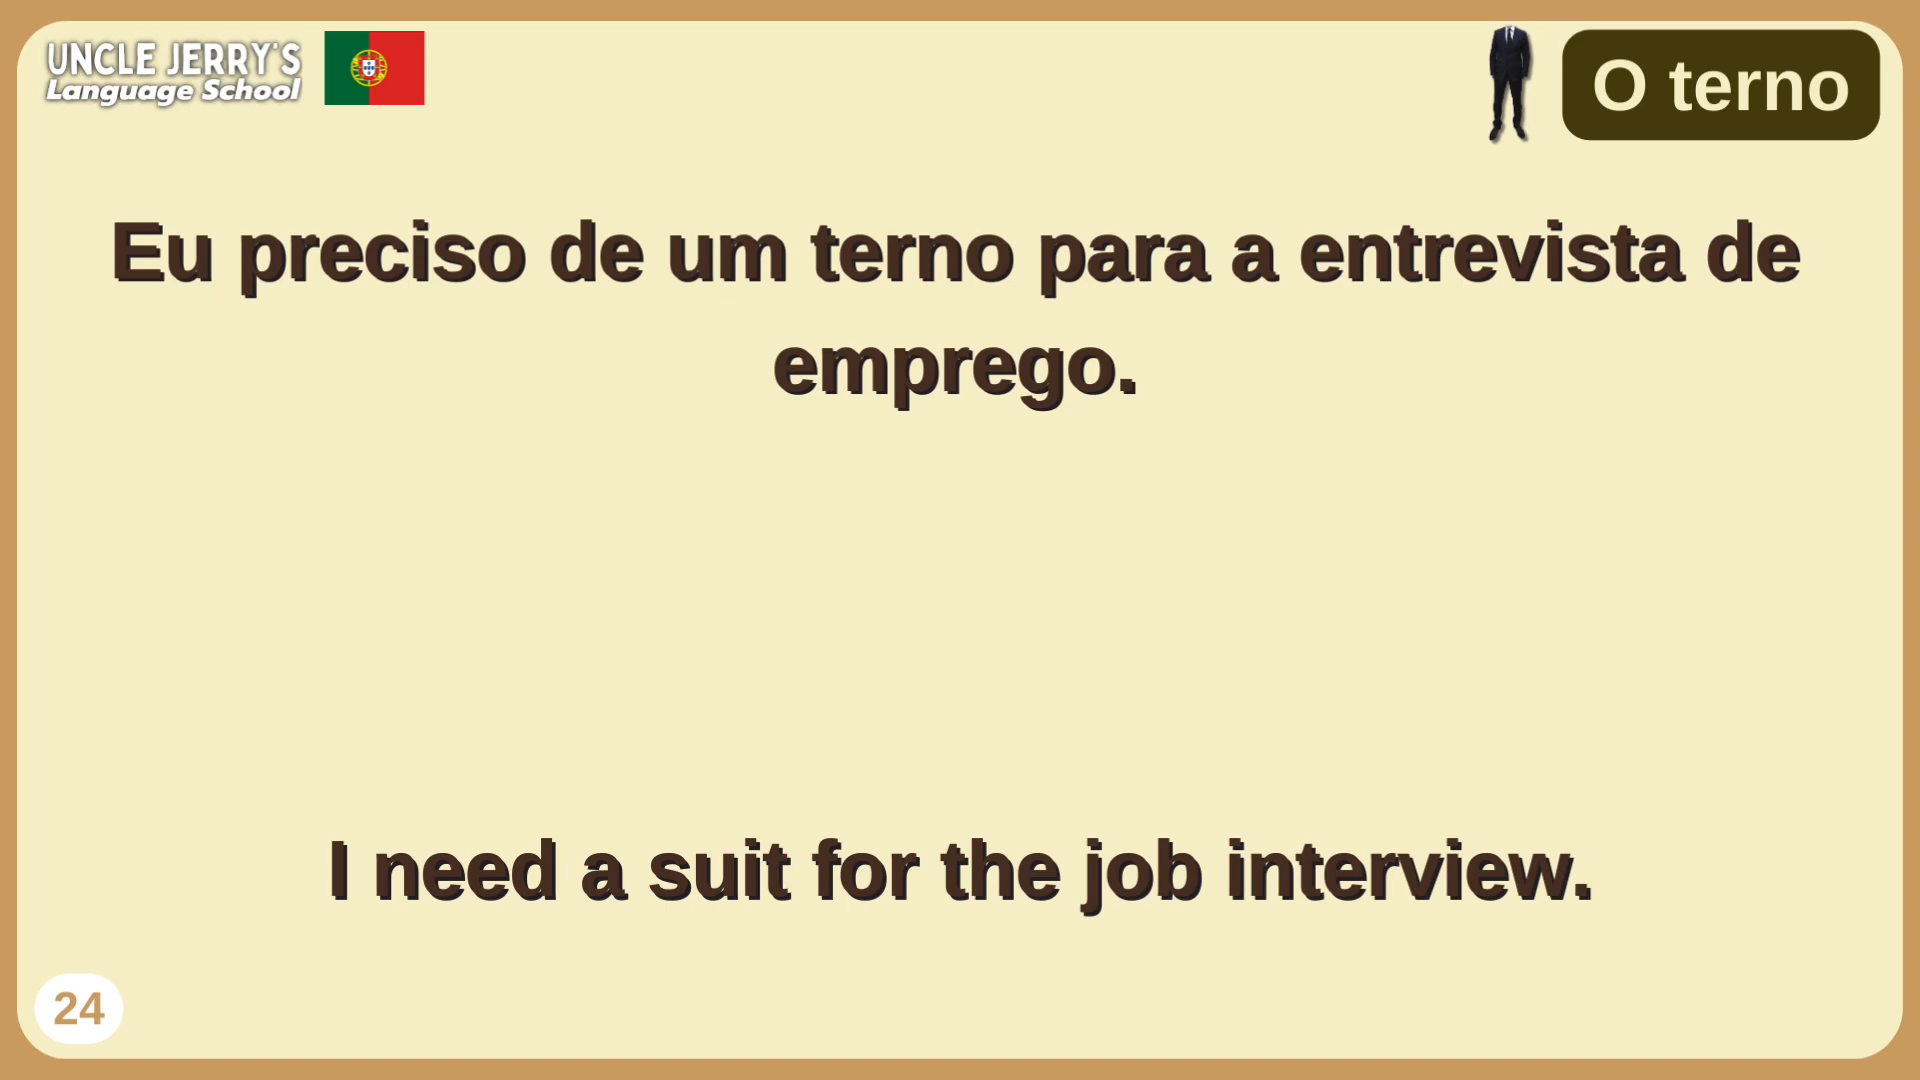 UNCLE JERRY'S
Language School
O terno
Eu preciso de um terno para a entrevista de
emprego.
I need a suit for the job interview.
24